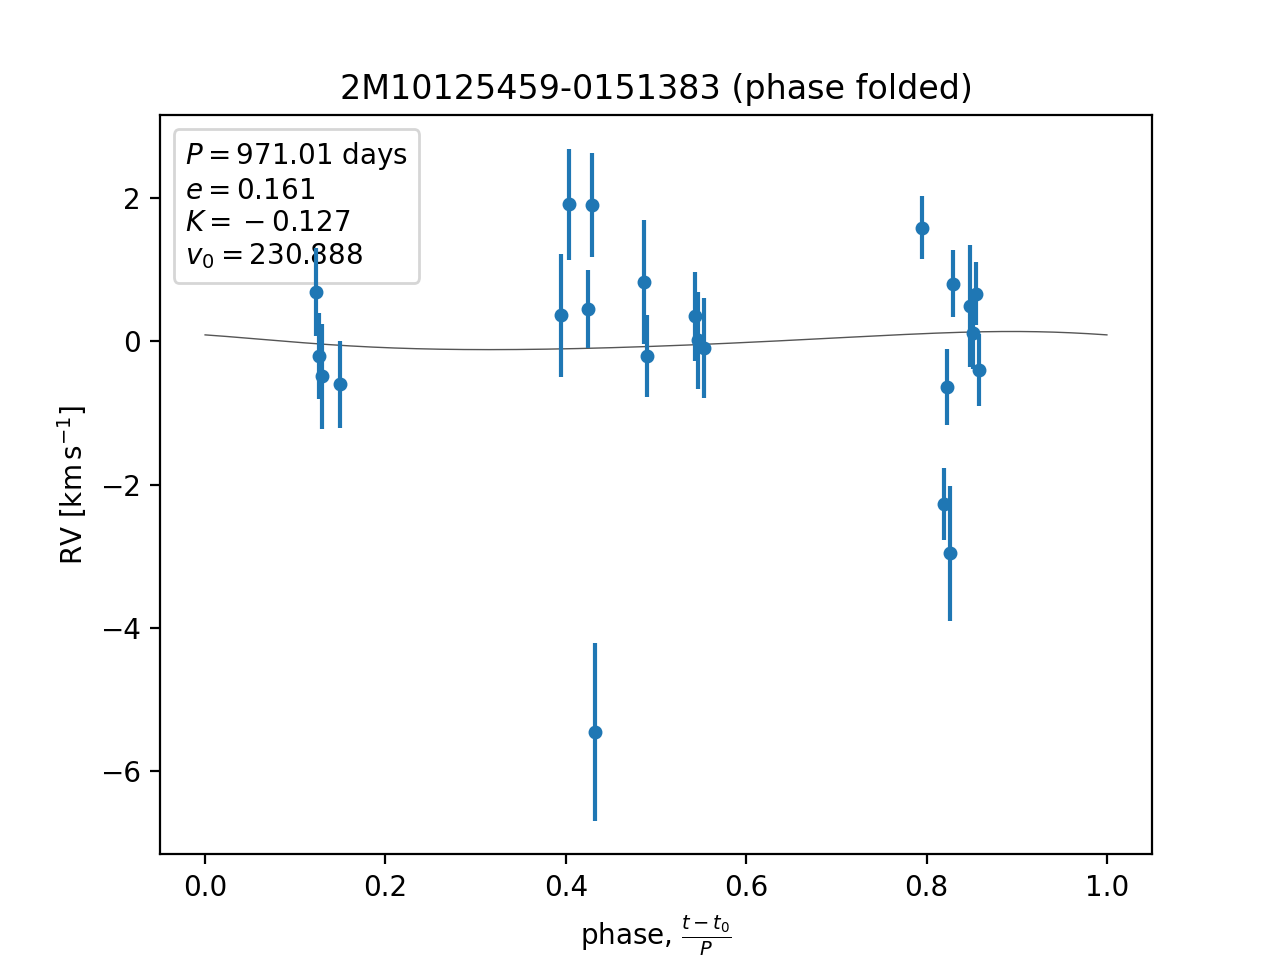 2M10125459-0151383 (phase folded)
P = 971.01 days
e = 0.161
K = −0.127
v₀ = 230.888
2
0
−2
−4
−6
RV [km s⁻¹]
0.0 0.2 0.4 0.6 0.8 1.0
phase, (t − t₀)/P